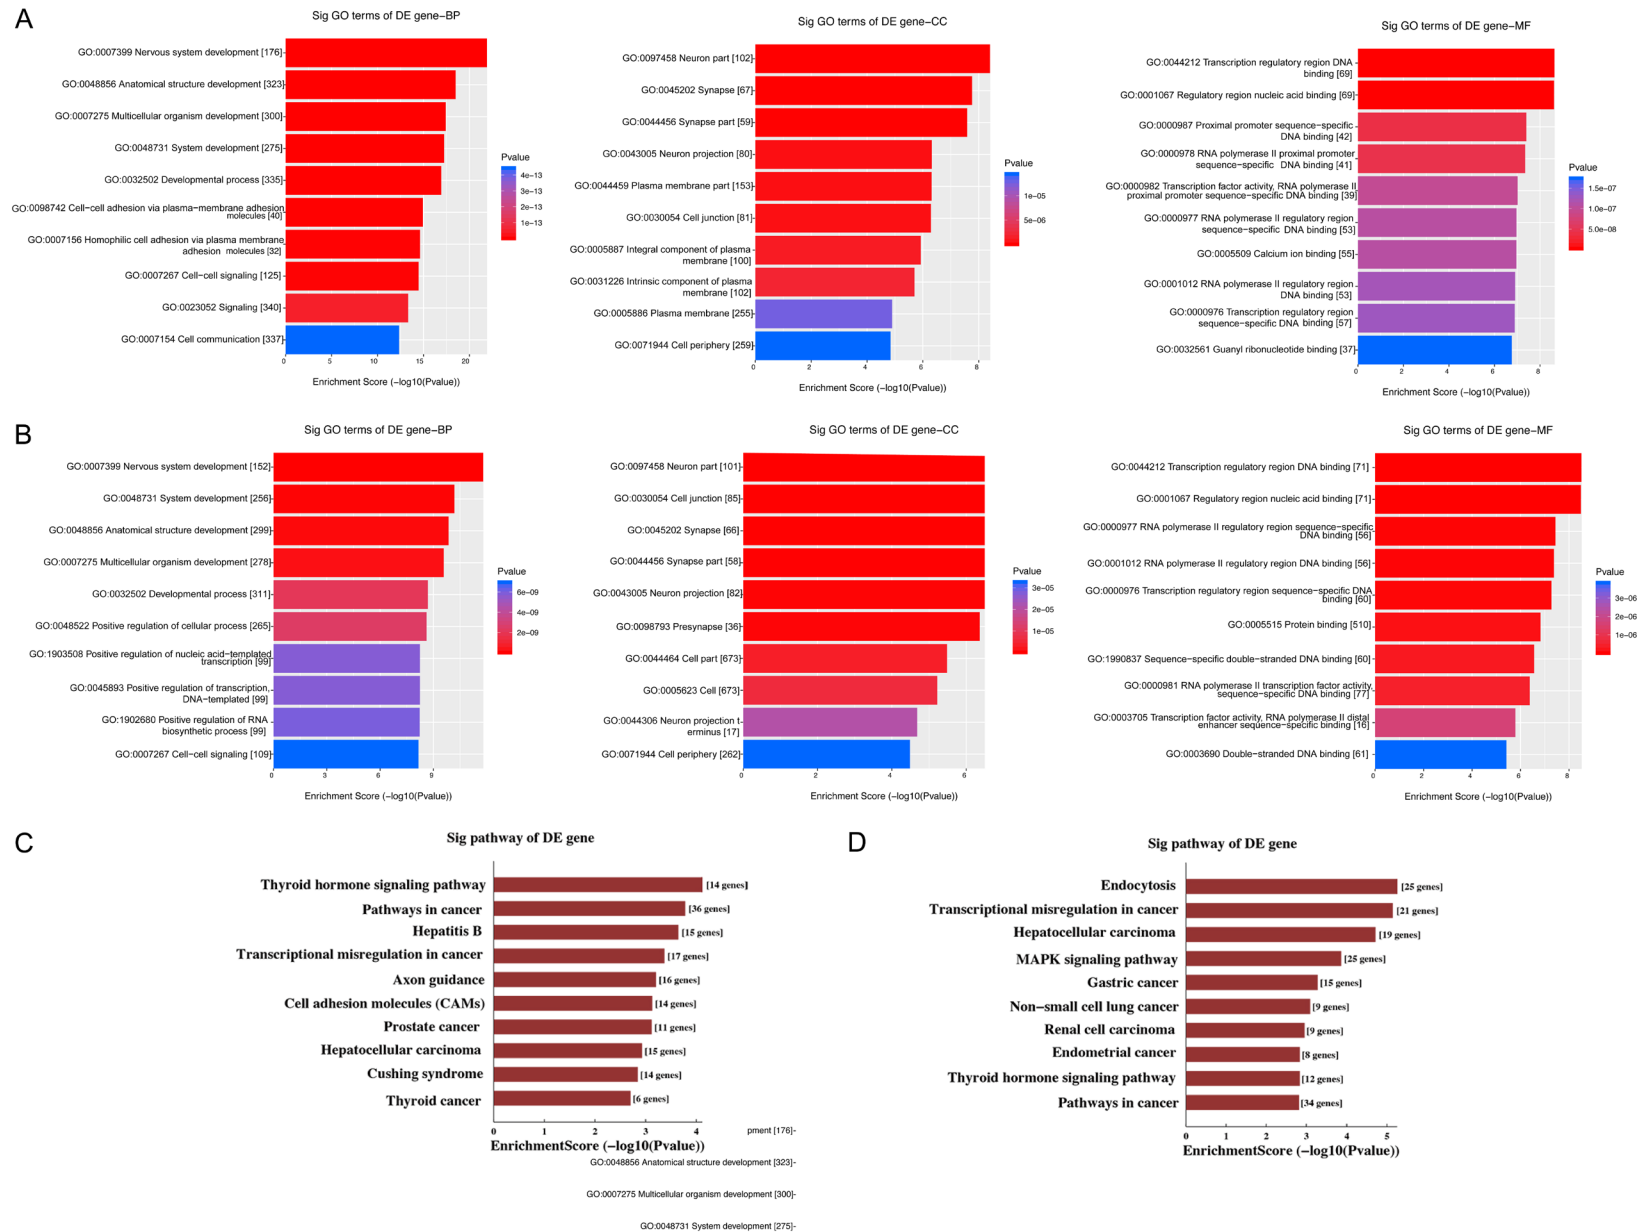 A
Sig GO terms of DE gene−BP
GO:0007399 Nervous system development [176]
GO:0048856 Anatomical structure development [323]
GO:0007275 Multicellular organism development [300]
GO:0048731 System development [275]
GO:0032502 Developmental process [335]
GO:0098742 Cell−cell adhesion via plasma−membrane adhesion
molecules [40]
GO:0007156 Homophilic cell adhesion via plasma membrane
adhesion molecules [32]
GO:0007267 Cell−cell signaling [125]
GO:0023052 Signaling [340]
GO:0007154 Cell communication [337]
0 5 10 15 20
Enrichment Score (−log10(Pvalue))
Pvalue
4e−13
3e−13
2e−13
1e−13
Sig GO terms of DE gene−CC
GO:0097458 Neuron part [102]
GO:0045202 Synapse [67]
GO:0044456 Synapse part [59]
GO:0043005 Neuron projection [80]
GO:0044459 Plasma membrane part [153]
GO:0030054 Cell junction [81]
GO:0005887 Integral component of plasma
membrane [100]
GO:0031226 Intrinsic component of plasma
membrane [102]
GO:0005886 Plasma membrane [255]
GO:0071944 Cell periphery [259]
0 2 4 6 8
Enrichment Score (−log10(Pvalue))
Pvalue
1e−05
5e−06
Sig GO terms of DE gene−MF
GO:0044212 Transcription regulatory region DNA
binding [69]
GO:0001067 Regulatory region nucleic acid binding [69]
GO:0000987 Proximal promoter sequence−specific
DNA binding [42]
GO:0000978 RNA polymerase II proximal promoter
sequence−specific DNA binding [41]
GO:0000982 Transcription factor activity, RNA polymerase II
proximal promoter sequence−specific DNA binding [39]
GO:0000977 RNA polymerase II regulatory region
sequence−specific DNA binding [53]
GO:0005509 Calcium ion binding [55]
GO:0001012 RNA polymerase II regulatory region
DNA binding [53]
GO:0000976 Transcription regulatory region
sequence−specific DNA binding [57]
GO:0032561 Guanyl ribonucleotide binding [37]
0 2 4 6 8
Enrichment Score (−log10(Pvalue))
Pvalue
1.5e−07
1.0e−07
5.0e−08
B
Sig GO terms of DE gene−BP
GO:0007399 Nervous system development [152]
GO:0048731 System development [256]
GO:0048856 Anatomical structure development [299]
GO:0007275 Multicellular organism development [278]
GO:0032502 Developmental process [311]
GO:0048522 Positive regulation of cellular process [265]
GO:1903508 Positive regulation of nucleic acid−templated
transcription [99]
GO:0045893 Positive regulation of transcription,
DNA−templated [99]
GO:1902680 Positive regulation of RNA
biosynthetic process [99]
GO:0007267 Cell−cell signaling [109]
0 3 6 9
Enrichment Score (−log10(Pvalue))
Pvalue
6e−09
4e−09
2e−09
Sig GO terms of DE gene−CC
GO:0097458 Neuron part [101]
GO:0030054 Cell junction [85]
GO:0045202 Synapse [66]
GO:0044456 Synapse part [58]
GO:0043005 Neuron projection [82]
GO:0098793 Presynapse [36]
GO:0044464 Cell part [673]
GO:0005623 Cell [673]
GO:0044306 Neuron projection t
erminus [17]
GO:0071944 Cell periphery [262]
0 2 4 6
Enrichment Score (−log10(Pvalue))
Pvalue
3e−05
2e−05
1e−05
Sig GO terms of DE gene−MF
GO:0044212 Transcription regulatory region DNA binding [71]
GO:0001067 Regulatory region nucleic acid binding [71]
GO:0000977 RNA polymerase II regulatory region sequence−specific
DNA binding [56]
GO:0001012 RNA polymerase II regulatory region DNA binding [56]
GO:0000976 Transcription regulatory region sequence−specific DNA
binding [60]
GO:0005515 Protein binding [510]
GO:1990837 Sequence−specific double−stranded DNA binding [60]
GO:0000981 RNA polymerase II transcription factor activity,
sequence−specific DNA binding [77]
GO:0003705 Transcription factor activity, RNA polymerase II distal
enhancer sequence−specific binding [16]
GO:0003690 Double−stranded DNA binding [61]
0 2 4 6 8
Enrichment Score (−log10(Pvalue))
Pvalue
3e−06
2e−06
1e−06
C
Sig pathway of DE gene
Thyroid hormone signaling pathway [14 genes]
Pathways in cancer [36 genes]
Hepatitis B [15 genes]
Transcriptional misregulation in cancer [17 genes]
Axon guidance [16 genes]
Cell adhesion molecules (CAMs) [14 genes]
Prostate cancer [11 genes]
Hepatocellular carcinoma [15 genes]
Cushing syndrome [14 genes]
Thyroid cancer [6 genes]
0 1 2 3 4
EnrichmentScore (−log10(Pvalue))
pment [176]
GO:0048856 Anatomical structure development [323]
GO:0007275 Multicellular organism development [300]
GO:0048731 System development [275]
D
Sig pathway of DE gene
Endocytosis [25 genes]
Transcriptional misregulation in cancer [21 genes]
Hepatocellular carcinoma [19 genes]
MAPK signaling pathway [25 genes]
Gastric cancer [15 genes]
Non−small cell lung cancer [9 genes]
Renal cell carcinoma [9 genes]
Endometrial cancer [8 genes]
Thyroid hormone signaling pathway [12 genes]
Pathways in cancer [34 genes]
0 1 2 3 4 5
EnrichmentScore (−log10(Pvalue))